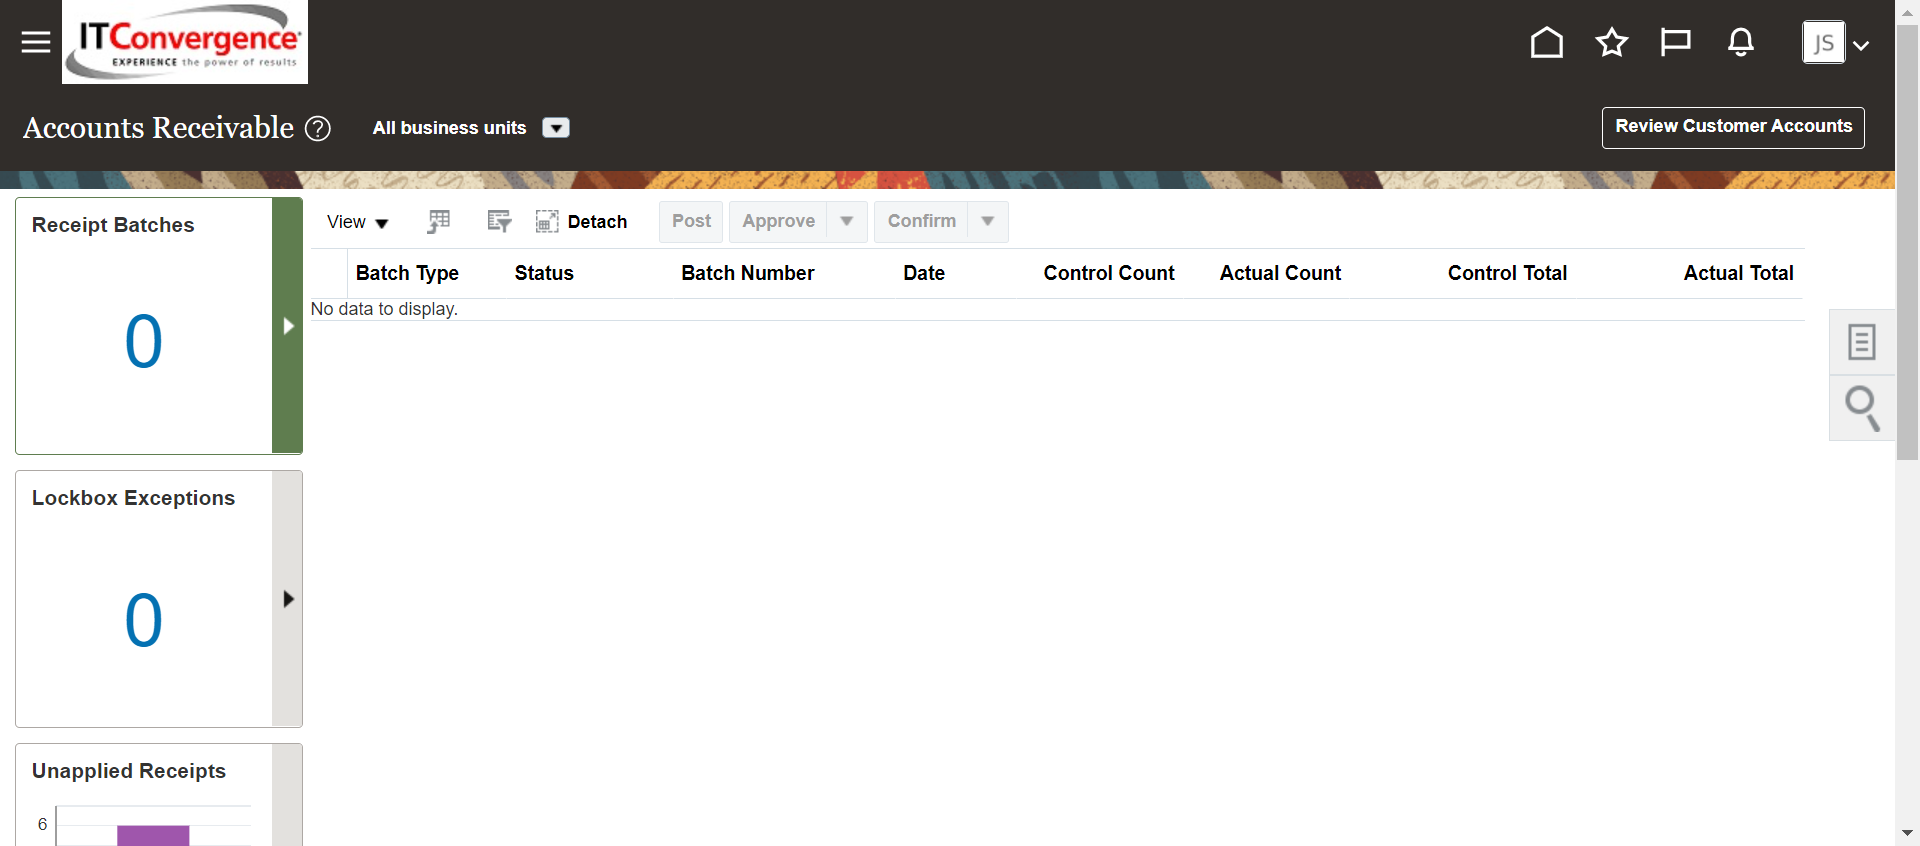 ITConvergence
EXPERIENCE the power of results
JS
Accounts Receivable ?
All business units
Review Customer Accounts
Receipt Batches
0
View
Detach
Post
Approve
Confirm
Batch Type Status Batch Number Date Control Count Actual Count Control Total Actual Total
No data to display.
Lockbox Exceptions
0
Unapplied Receipts
6